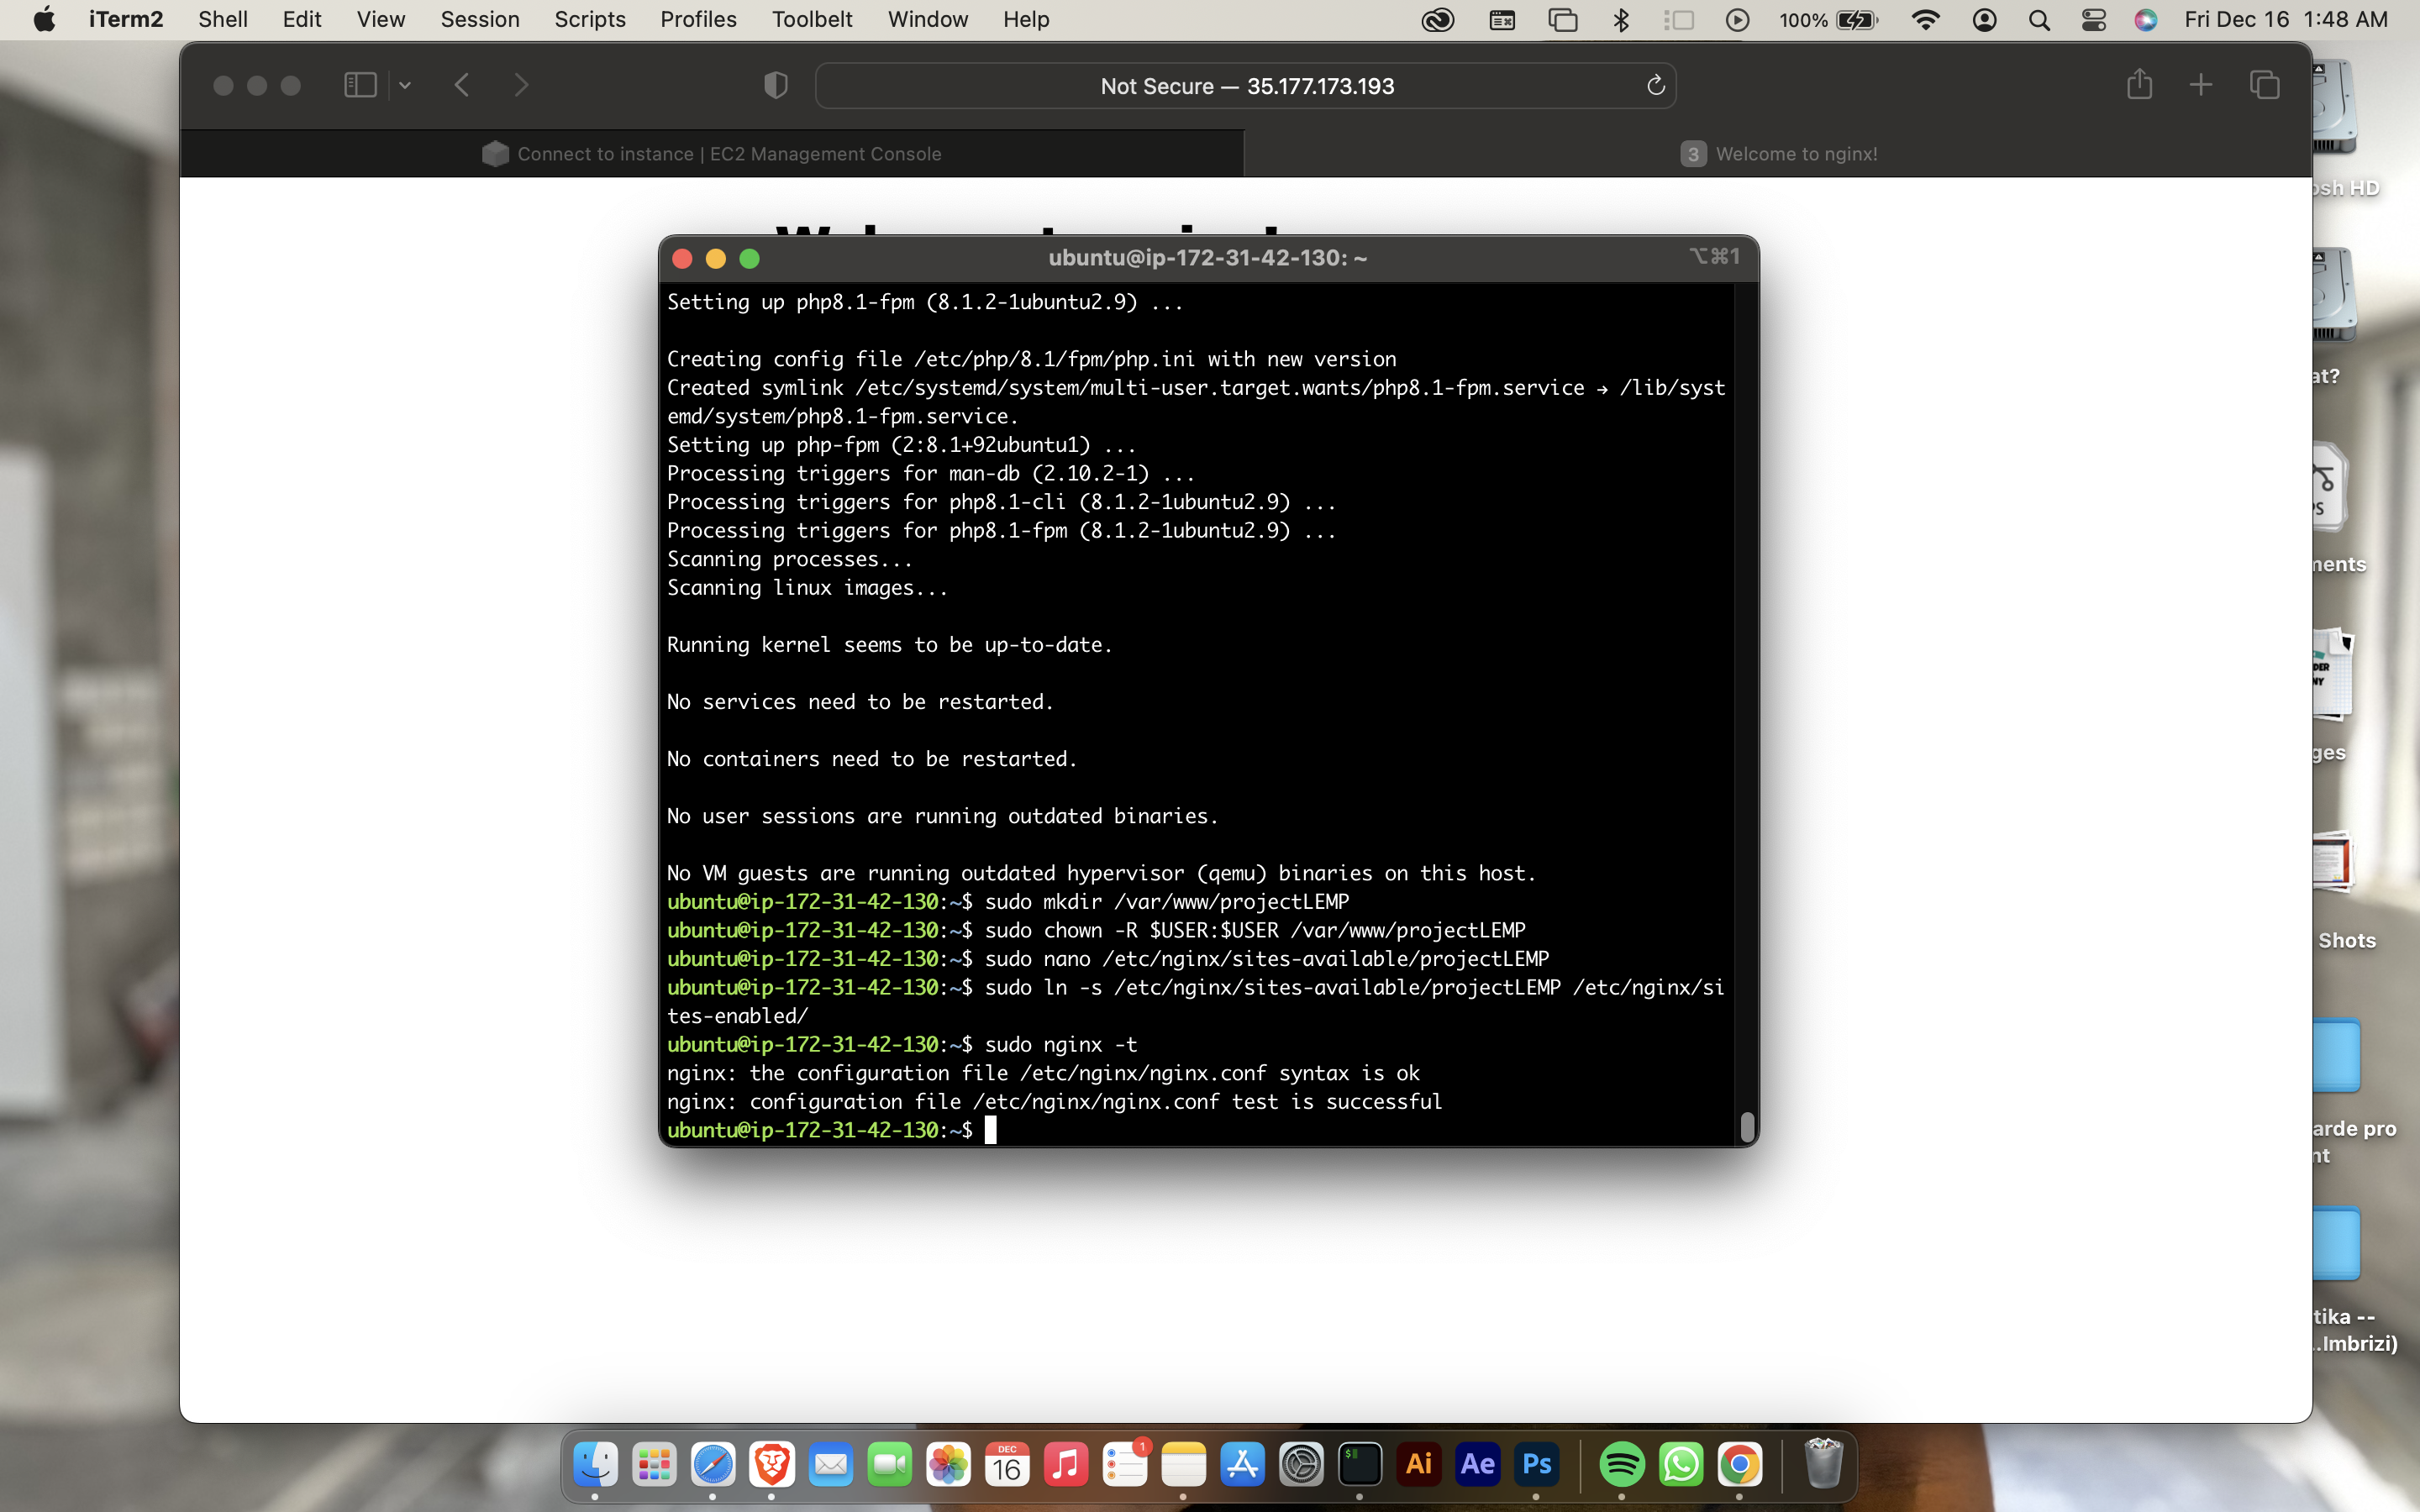 iTerm2 Shell Edit View Session Scripts Profiles Toolbelt Window Help 100% Fri Dec 16 1:48 AM
Not Secure — 35.177.173.193
Connect to instance | EC2 Management Console
3 Welcome to nginx!
ubuntu@ip-172-31-42-130: ~ ⌥⌘1
Setting up php8.1-fpm (8.1.2-1ubuntu2.9) ...
Creating config file /etc/php/8.1/fpm/php.ini with new version
Created symlink /etc/systemd/system/multi-user.target.wants/php8.1-fpm.service → /lib/syst
emd/system/php8.1-fpm.service.
Setting up php-fpm (2:8.1+92ubuntu1) ...
Processing triggers for man-db (2.10.2-1) ...
Processing triggers for php8.1-cli (8.1.2-1ubuntu2.9) ...
Processing triggers for php8.1-fpm (8.1.2-1ubuntu2.9) ...
Scanning processes...
Scanning linux images...
Running kernel seems to be up-to-date.
No services need to be restarted.
No containers need to be restarted.
No user sessions are running outdated binaries.
No VM guests are running outdated hypervisor (qemu) binaries on this host.
ubuntu@ip-172-31-42-130:~$ sudo mkdir /var/www/projectLEMP
ubuntu@ip-172-31-42-130:~$ sudo chown -R $USER:$USER /var/www/projectLEMP
ubuntu@ip-172-31-42-130:~$ sudo nano /etc/nginx/sites-available/projectLEMP
ubuntu@ip-172-31-42-130:~$ sudo ln -s /etc/nginx/sites-available/projectLEMP /etc/nginx/si
tes-enabled/
ubuntu@ip-172-31-42-130:~$ sudo nginx -t
nginx: the configuration file /etc/nginx/nginx.conf syntax is ok
nginx: configuration file /etc/nginx/nginx.conf test is successful
ubuntu@ip-172-31-42-130:~$
osh HD
at?
ments
ges
Shots
arde pro
nt
tika --
...Imbrizi)
DEC
16
1
Ai
Ae
Ps